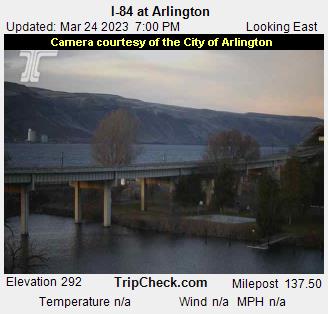 I-84 at Arlington
Updated: Mar 24 2023 7:00 PM Looking East
Camera courtesy of the City of Arlington
Elevation 292 TripCheck.com Milepost 137.50
Temperature n/a Wind n/a MPH n/a